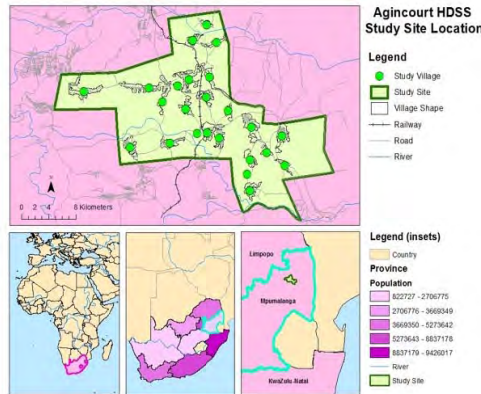 Agincourt HDSS
Study Site Location
Legend
Study Village
Study Site
Village Shape
Railway
Road
River
0 2 4 8 Kilometers
Legend (insets)
Country
Province
Population
822727 - 2706775
2706776 - 3669349
3669350 - 5273642
5273643 - 8837178
8837179 - 9426017
River
Study Site
Limpopo
Mpumalanga
KwaZulu-Natal